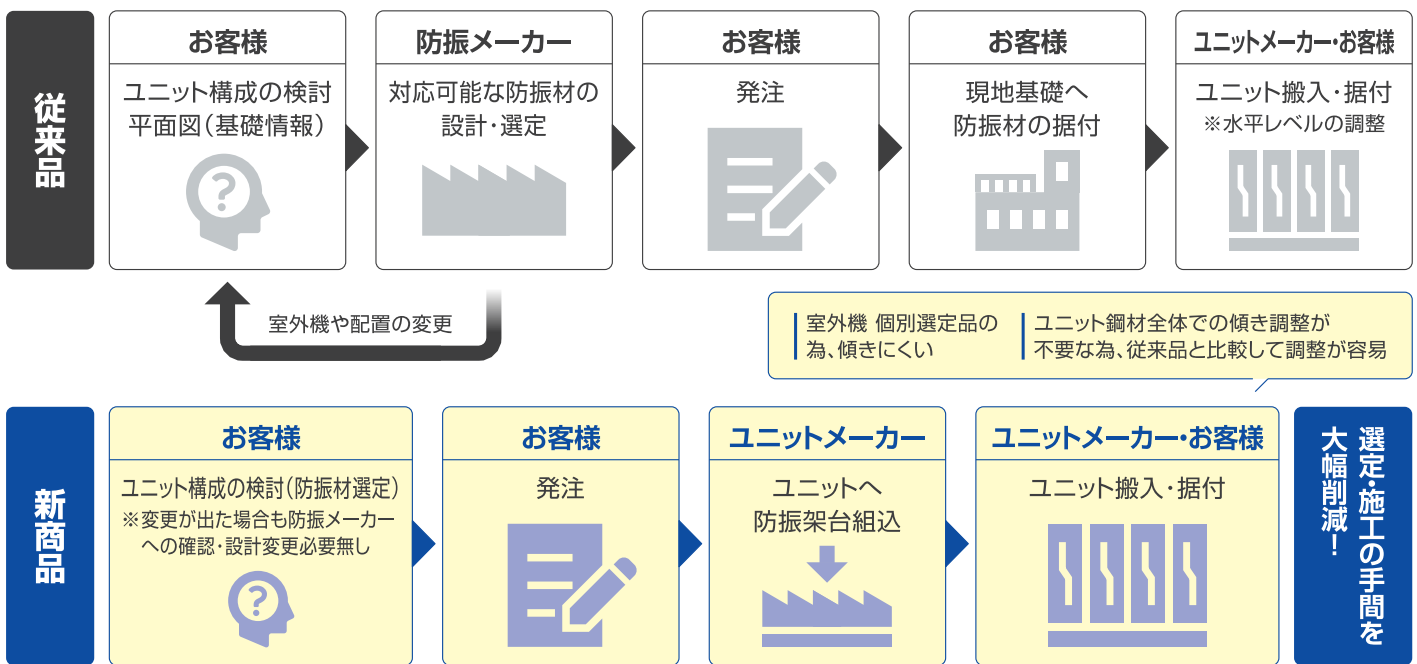 従来品
お客様
ユニット構成の検討
平面図（基礎情報）
?
防振メーカー
対応可能な防振材の
設計・選定
お客様
発注
お客様
現地基礎へ
防振材の据付
ユニットメーカー・お客様
ユニット搬入・据付
※水平レベルの調整
室外機や配置の変更
室外機 個別選定品の
為、傾きにくい
ユニット鋼材全体での傾き調整が
不要な為、従来品と比較して調整が容易
新商品
お客様
ユニット構成の検討（防振材選定）
※変更が出た場合も防振メーカー
への確認・設計変更必要無し
?
お客様
発注
ユニットメーカー
ユニットへ
防振架台組込
ユニットメーカー・お客様
ユニット搬入・据付
選定・施工の手間を
大幅削減！